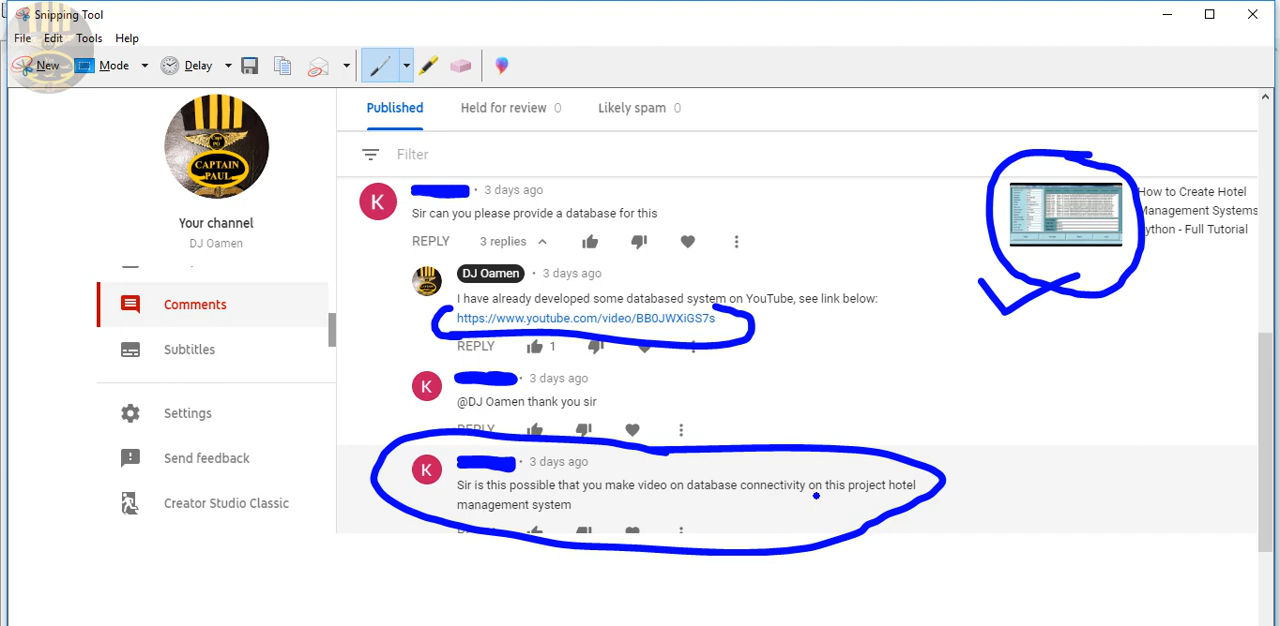 Snipping Tool
File Edit Tools Help
New Mode Delay
CAPTAIN
PAUL
Your channel
DJ Oamen
Comments
Subtitles
Settings
Send feedback
Creator Studio Classic
Published Held for review 0 Likely spam 0
Filter
K 3 days ago
Sir can you please provide a database for this
REPLY 3 replies
How to Create Hotel
Management Systems
ython - Full Tutorial
DJ Oamen • 3 days ago
I have already developed some databased system on YouTube, see link below:
https://www.youtube.com/video/BB0JWXiGS7s
REPLY 1
K • 3 days ago
@DJ Oamen thank you sir
REPLY
K • 3 days ago
Sir is this possible that you make video on database connectivity on this project hotel
management system